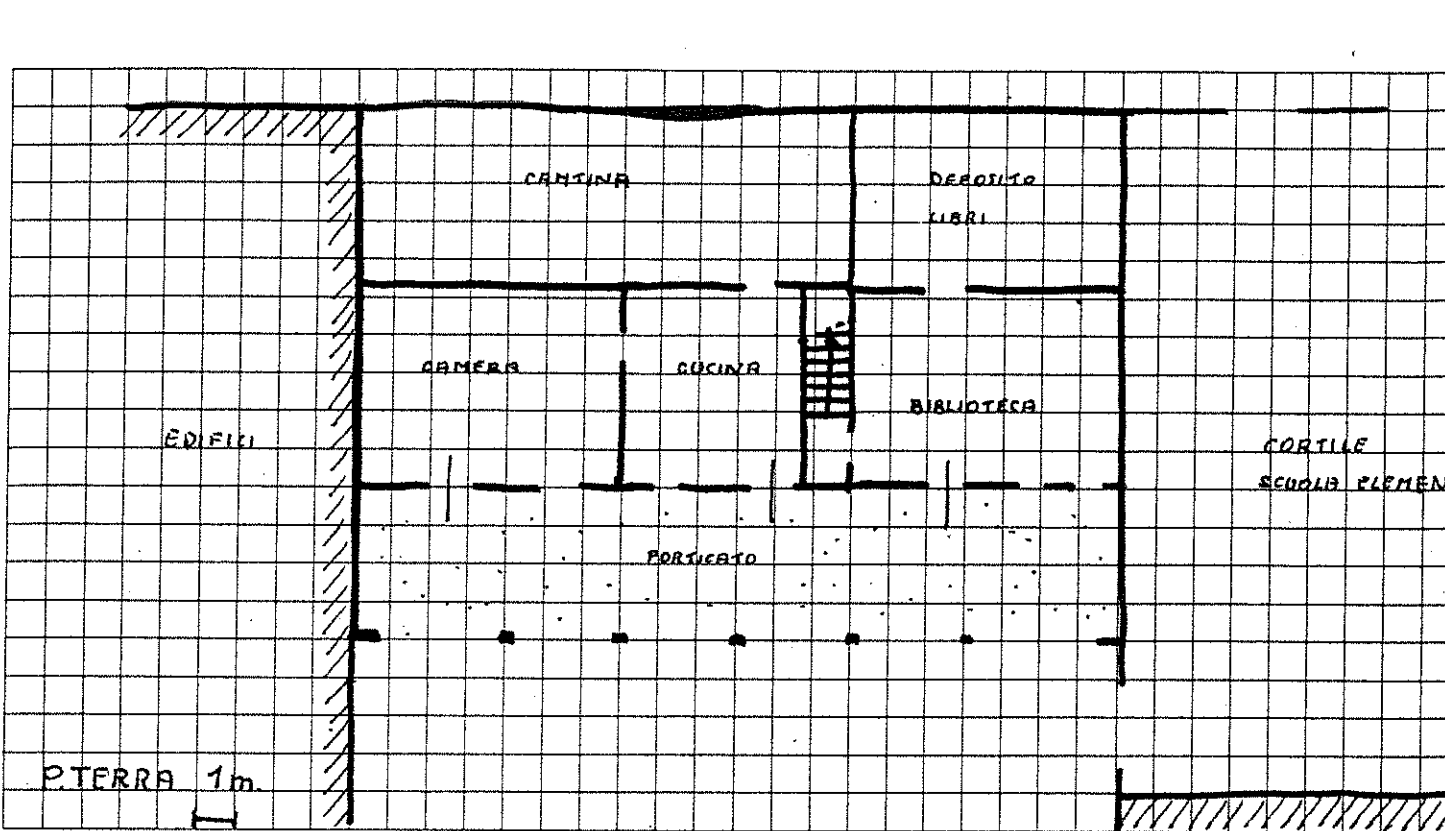 CANTINA
DEPOSITO
LIBRI
CAMERA
CUCINA
BIBLIOTECA
EDIFICI
CORTILE
SCUOLA ELEMEN
PORTICATO
P.TERRA 1m.